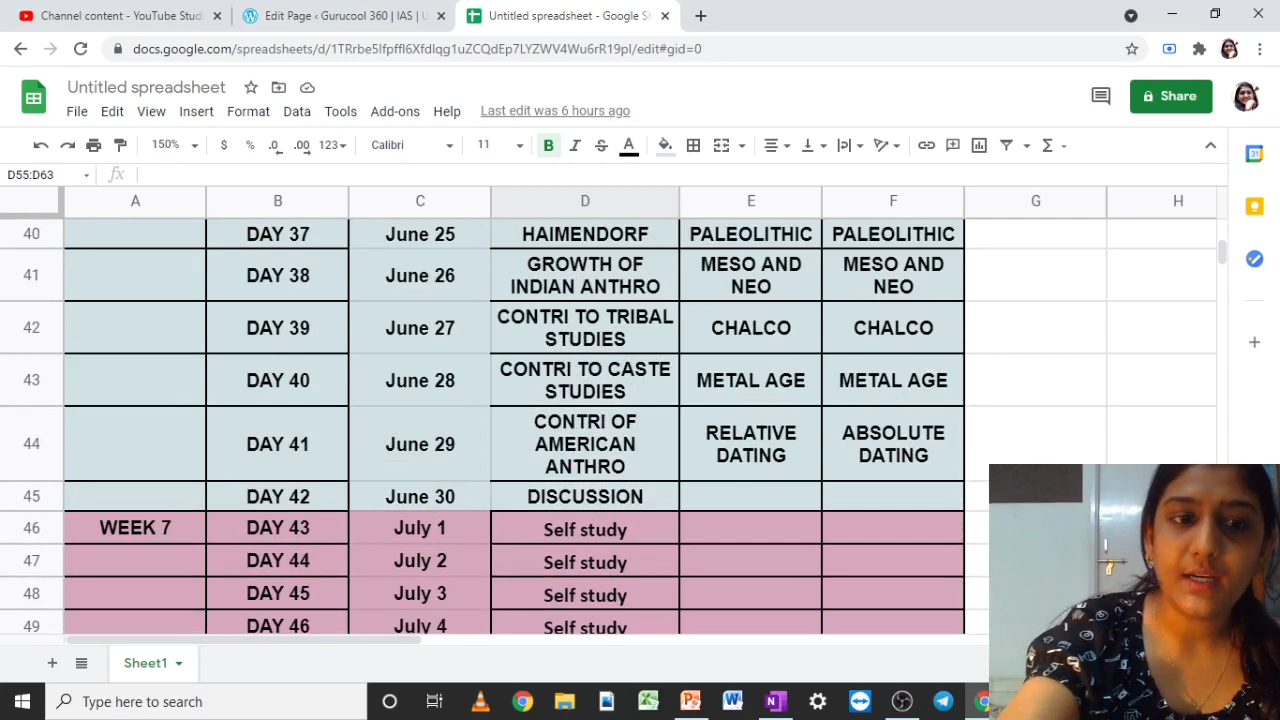 Channel content - YouTube Studi
Edit Page ‹ Gurucool 360 | IAS | U
Untitled spreadsheet - Google Sh
docs.google.com/spreadsheets/d/1TRrbe5Ifpffl6Xfdlqg1uZCQdEp7LYZWV4Wu6rR19pI/edit#gid=0
Untitled spreadsheet
File Edit View Insert Format Data Tools Add-ons Help Last edit was 6 hours ago
Share
150% $ % .0 .00 123 Calibri 11 B I S A
D55:D63 fx
A B C D E F G H
40 DAY 37 June 25 HAIMENDORF PALEOLITHIC PALEOLITHIC
41 DAY 38 June 26 GROWTH OF INDIAN ANTHRO MESO AND NEO MESO AND NEO
42 DAY 39 June 27 CONTRI TO TRIBAL STUDIES CHALCO CHALCO
43 DAY 40 June 28 CONTRI TO CASTE STUDIES METAL AGE METAL AGE
44 DAY 41 June 29 CONTRI OF AMERICAN ANTHRO RELATIVE DATING ABSOLUTE DATING
45 DAY 42 June 30 DISCUSSION
46 WEEK 7 DAY 43 July 1 Self study
47 DAY 44 July 2 Self study
48 DAY 45 July 3 Self study
49 DAY 46 July 4 Self study
Sheet1
Type here to search